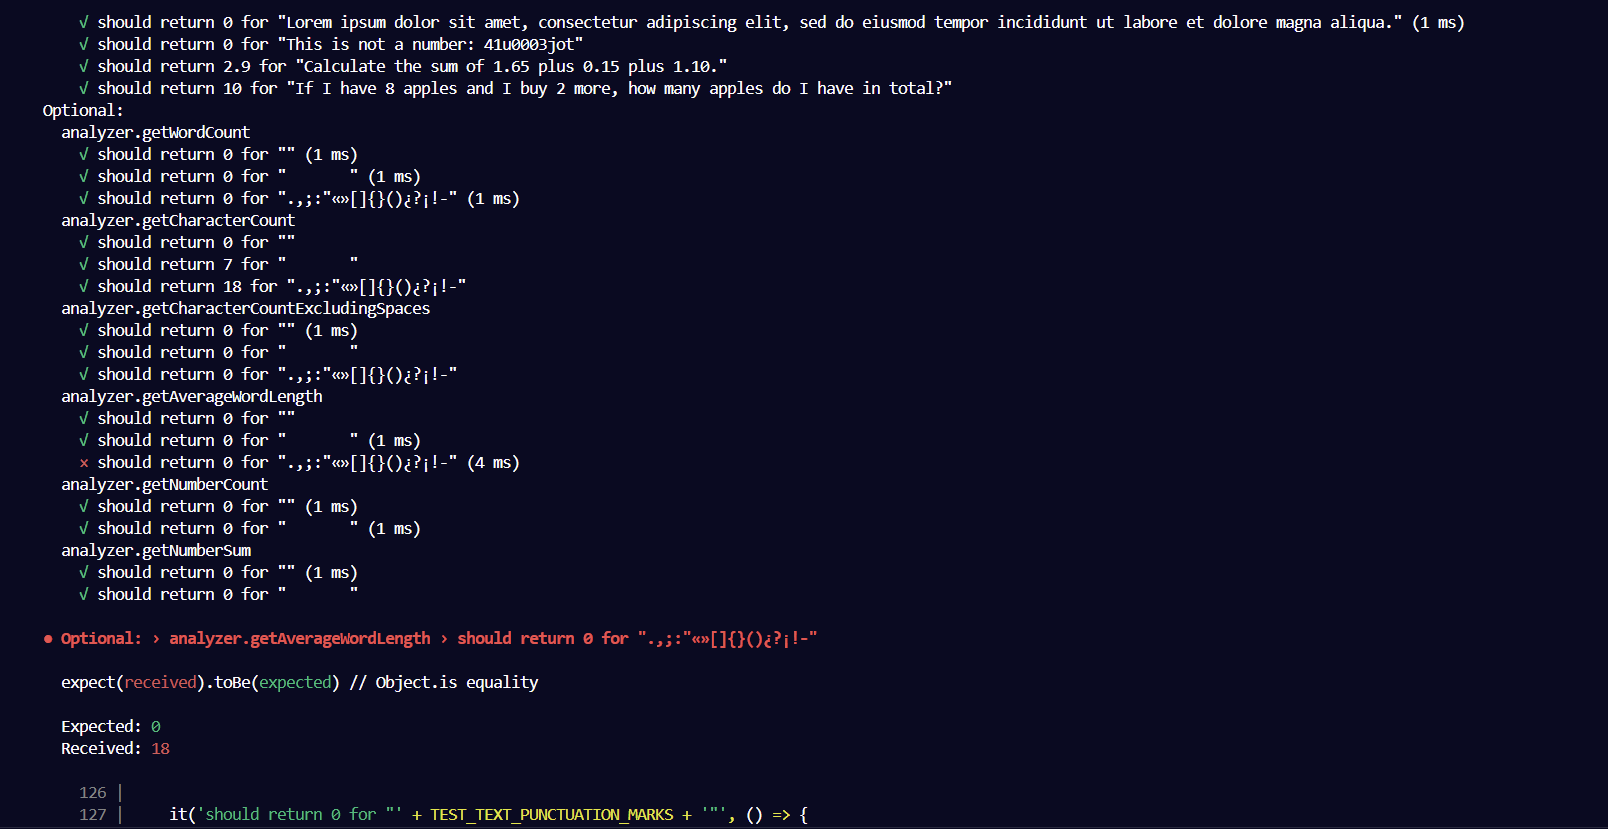 √ should return 0 for "Lorem ipsum dolor sit amet, consectetur adipiscing elit, sed do eiusmod tempor incididunt ut labore et dolore magna aliqua." (1 ms)
√ should return 0 for "This is not a number: 41u0003jot"
√ should return 2.9 for "Calculate the sum of 1.65 plus 0.15 plus 1.10."
√ should return 10 for "If I have 8 apples and I buy 2 more, how many apples do I have in total?"
Optional:
analyzer.getWordCount
√ should return 0 for "" (1 ms)
√ should return 0 for "       " (1 ms)
√ should return 0 for ".,;:"«»[]{}()¿?¡!-" (1 ms)
analyzer.getCharacterCount
√ should return 0 for ""
√ should return 7 for "       "
√ should return 18 for ".,;:"«»[]{}()¿?¡!-"
analyzer.getCharacterCountExcludingSpaces
√ should return 0 for "" (1 ms)
√ should return 0 for "       "
√ should return 0 for ".,;:"«»[]{}()¿?¡!-"
analyzer.getAverageWordLength
√ should return 0 for ""
√ should return 0 for "       " (1 ms)
× should return 0 for ".,;:"«»[]{}()¿?¡!-" (4 ms)
analyzer.getNumberCount
√ should return 0 for "" (1 ms)
√ should return 0 for "       " (1 ms)
analyzer.getNumberSum
√ should return 0 for "" (1 ms)
√ should return 0 for "       "
● Optional: › analyzer.getAverageWordLength › should return 0 for ".,;:"«»[]{}()¿?¡!-"
expect(received).toBe(expected) // Object.is equality
Expected: 0
Received: 18
126 |
127 |     it('should return 0 for "' + TEST_TEXT_PUNCTUATION_MARKS + '"', () => {